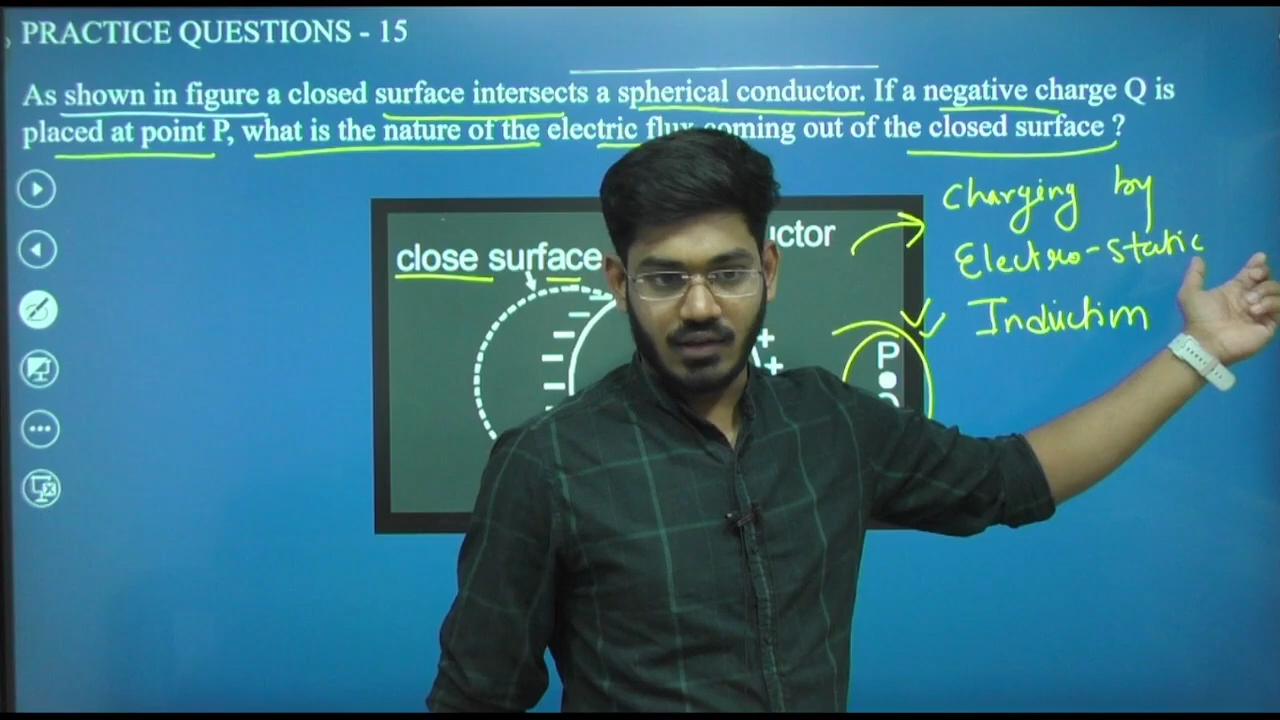 PRACTICE QUESTIONS - 15
As shown in figure a closed surface intersects a spherical conductor. If a negative charge Q is
placed at point P, what is the nature of the electric flux coming out of the closed surface ?
close surface
Charging by
Electro-static
Induction
P